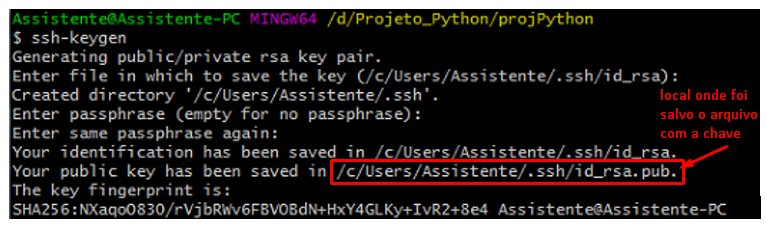 Assistente@Assistente-PC MINGW64 /d/Projeto_Python/projPython
$ ssh-keygen
Generating public/private rsa key pair.
Enter file in which to save the key (/c/Users/Assistente/.ssh/id_rsa):
Created directory '/c/Users/Assistente/.ssh'.
Enter passphrase (empty for no passphrase):
Enter same passphrase again:
Your identification has been saved in /c/Users/Assistente/.ssh/id_rsa.
Your public key has been saved in /c/Users/Assistente/.ssh/id_rsa.pub.
The key fingerprint is:
SHA256:NXaqoO830/rVjbRWv6FBVOBdN+HxY4GLKy+IvR2+8e4 Assistente@Assistente-PC
local onde foi
salvo o arquivo
com a chave